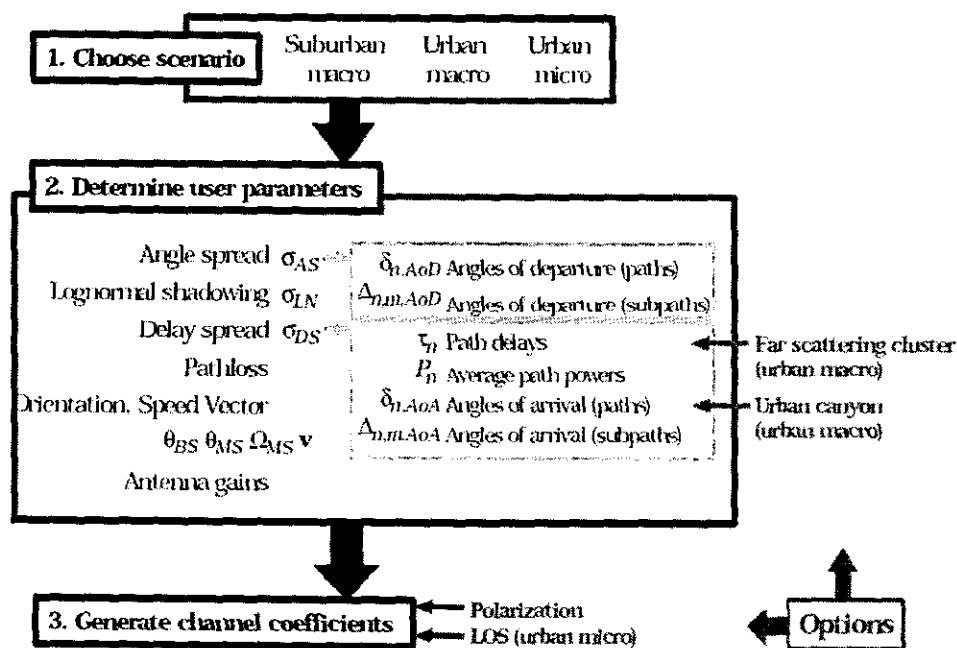 1. Choose scenario
Suburban macro
Urban macro
Urban micro
2. Determine user parameters
Angle spread σAS
Lognormal shadowing σLN
Delay spread σDS
Pathloss
Orientation, Speed Vector
θBS θMS ΩMS v
Antenna gains
δn,AoD Angles of departure (paths)
Δn,m,AoD Angles of departure (subpaths)
τn Path delays
Pn Average path powers
δn,AoA Angles of arrival (paths)
Δn,m,AoA Angles of arrival (subpaths)
Far scattering cluster
(urban macro)
Urban canyon
(urban macro)
3. Generate channel coefficients
Polarization
LOS (urban micro)
Options